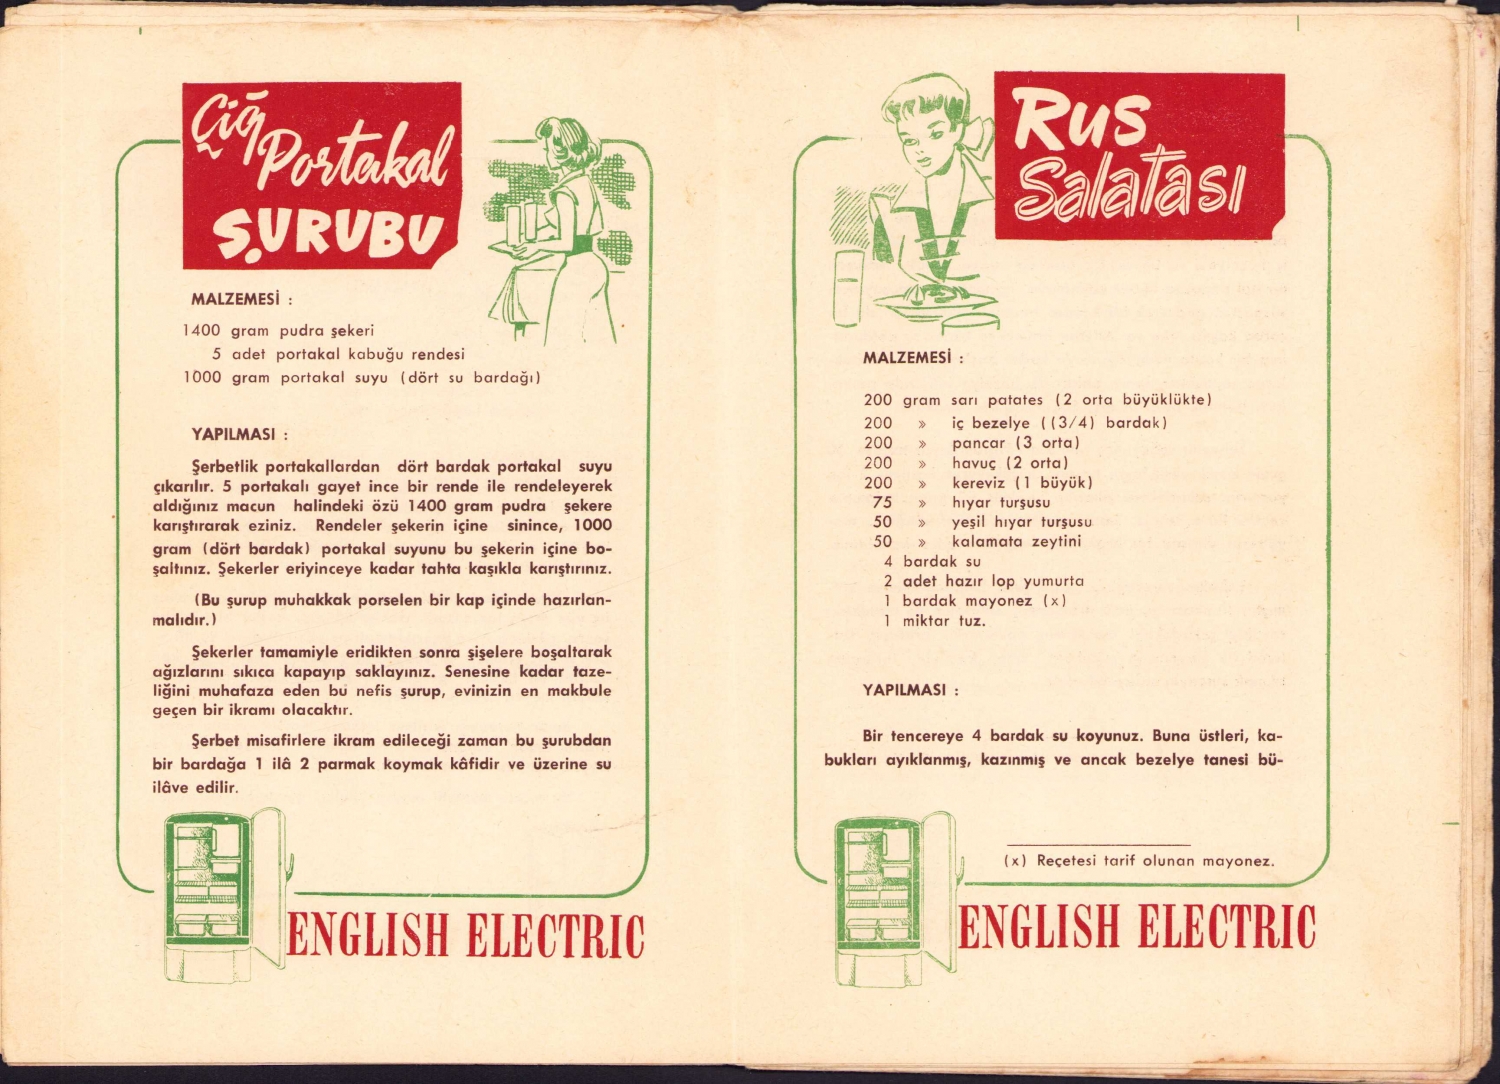 Çiğ
Portakal
ŞURUBU
MALZEMESİ :
1400 gram pudra şekeri
5 adet portakal kabuğu rendesi
1000 gram portakal suyu (dört su bardağı)
YAPILMASI :
Şerbetlik portakallardan dört bardak portakal suyu
çıkarılır. 5 portakalı gayet ince bir rende ile rendeleyerek
aldığınız macun halindeki özü 1400 gram pudra şekere
karıştırarak eziniz. Rendeler şekerin içine sinince, 1000
gram (dört bardak) portakal suyunu bu şekerin içine bo-
şaltınız. Şekerler eriyinceye kadar tahta kaşıkla karıştırınız.
(Bu şurup muhakkak porselen bir kap içinde hazırlan-
malıdır.)
Şekerler tamamiyle eridikten sonra şişelere boşaltarak
ağızlarını sıkıca kapayıp saklayınız. Senesine kadar taze-
liğini muhafaza eden bu nefis şurup, evinizin en makbule
geçen bir ikramı olacaktır.
Şerbet misafirlere ikram edileceği zaman bu şurubdan
bir bardağa 1 ilâ 2 parmak koymak kâfidir ve üzerine su
ilâve edilir.
ENGLISH ELECTRIC
Rus
Salatası
MALZEMESİ :
200 gram sarı patates (2 orta büyüklükte)
200 » iç bezelye ((3/4) bardak)
200 » pancar (3 orta)
200 » havuç (2 orta)
200 » kereviz (1 büyük)
75 » hıyar turşusu
50 » yeşil hıyar turşusu
50 » kalamata zeytini
4 bardak su
2 adet hazır lop yumurta
1 bardak mayonez (x)
1 miktar tuz.
YAPILMASI :
Bir tencereye 4 bardak su koyunuz. Buna üstleri, ka-
bukları ayıklanmış, kazınmış ve ancak bezelye tanesi bü-
(x) Reçetesi tarif olunan mayonez.
ENGLISH ELECTRIC